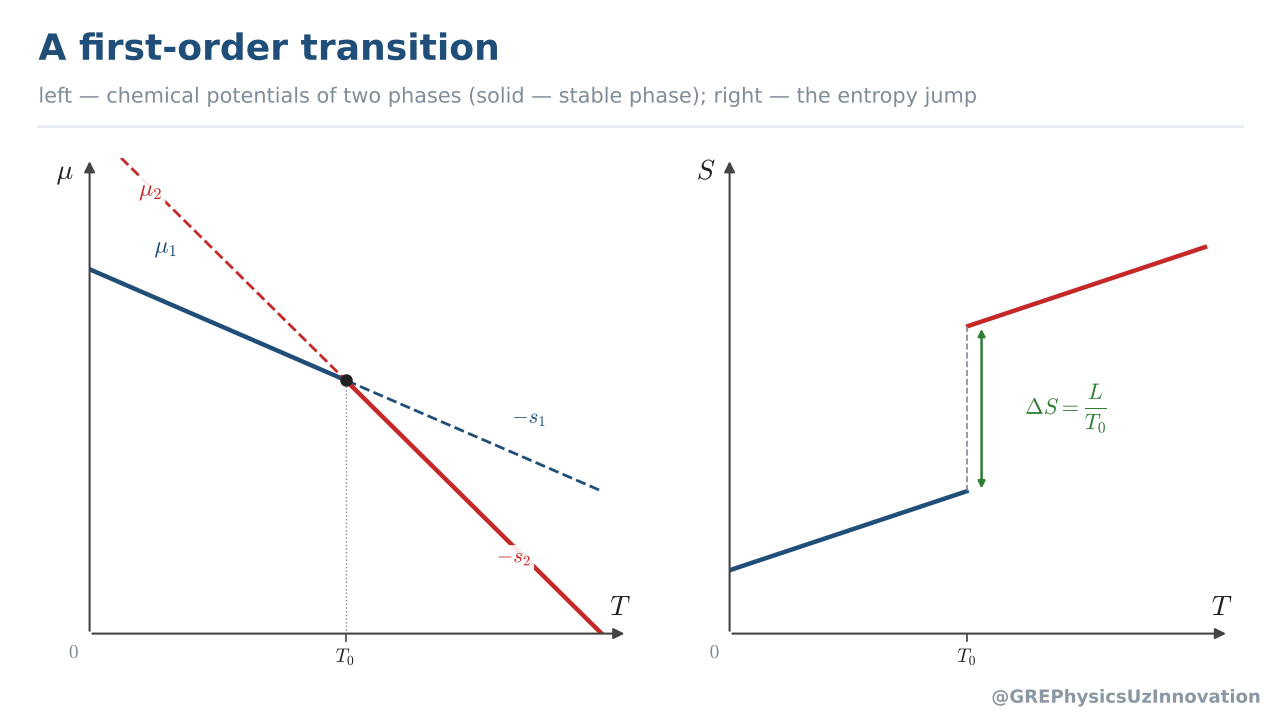 A first-order transition
left — chemical potentials of two phases (solid — stable phase); right — the entropy jump
μ
μ₂
μ₁
−s₁
−s₂
T
0
T₀
S
ΔS = L/T₀
T
0
T₀
@GREPhysicsUzInnovation